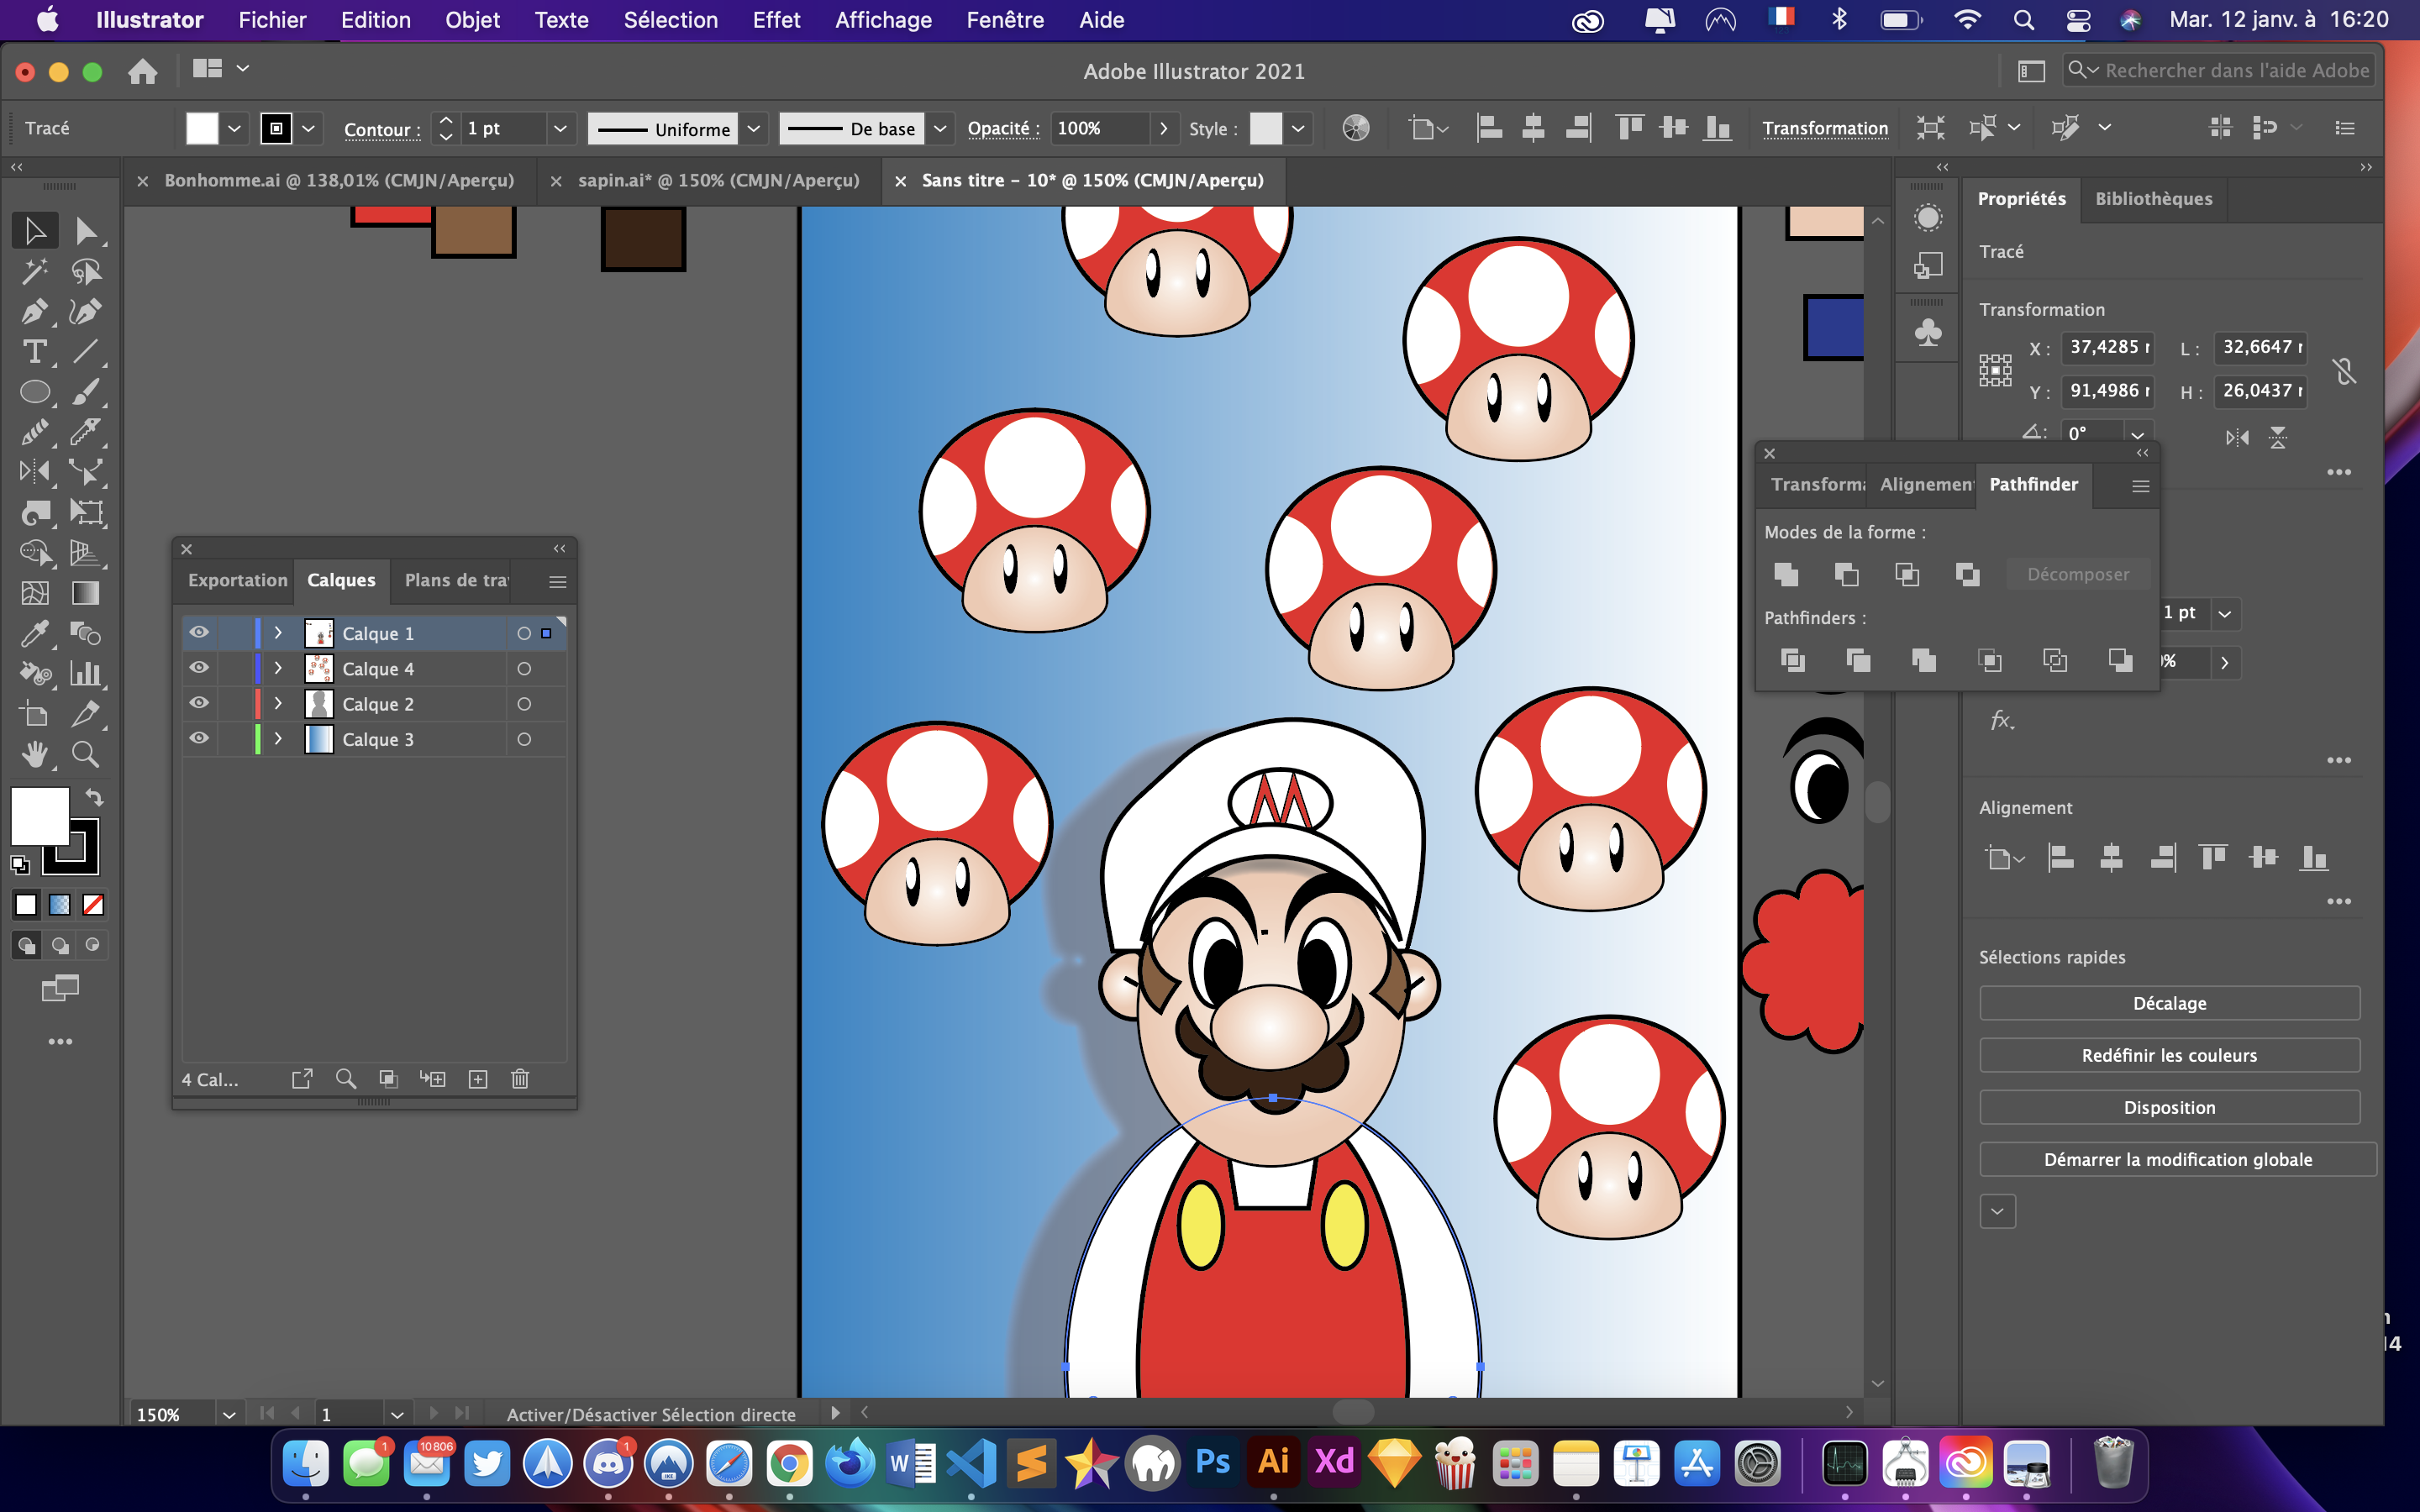 Illustrator Fichier Edition Objet Texte Sélection Effet Affichage Fenêtre Aide Mar. 12 janv. à 16:20
Adobe Illustrator 2021
Rechercher dans l'aide Adobe
Tracé Contour : 1 pt Uniforme De base Opacité : 100% Style : Transformation
Bonhomme.ai @ 138,01% (CMJN/Aperçu)
sapin.ai* @ 150% (CMJN/Aperçu)
Sans titre - 10* @ 150% (CMJN/Aperçu)
Propriétés Bibliothèques
Tracé
Transformation
X : 37,4285 L : 32,6647
Y : 91,4986 H : 26,0437
0°
Transforma Alignemen Pathfinder
Modes de la forme :
Décomposer
Pathfinders :
1 pt
%
fx.
Alignement
Sélections rapides
Décalage
Redéfinir les couleurs
Disposition
Démarrer la modification globale
Exportation Calques Plans de tra
Calque 1
Calque 4
Calque 2
Calque 3
4 Cal...
M
150% 1 Activer/Désactiver Sélection directe
14
1 10 806 1
IKE
W Ps Ai Xd